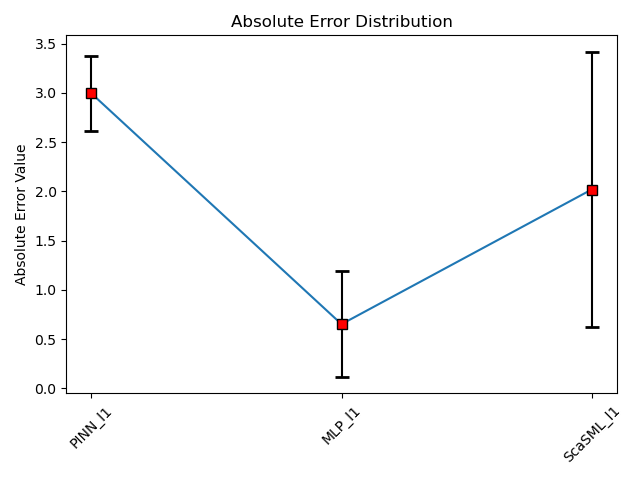 Absolute Error Distribution
Absolute Error Value
3.5
3.0
2.5
2.0
1.5
1.0
0.5
0.0
PINN_l1
MLP_l1
ScaSML_l1